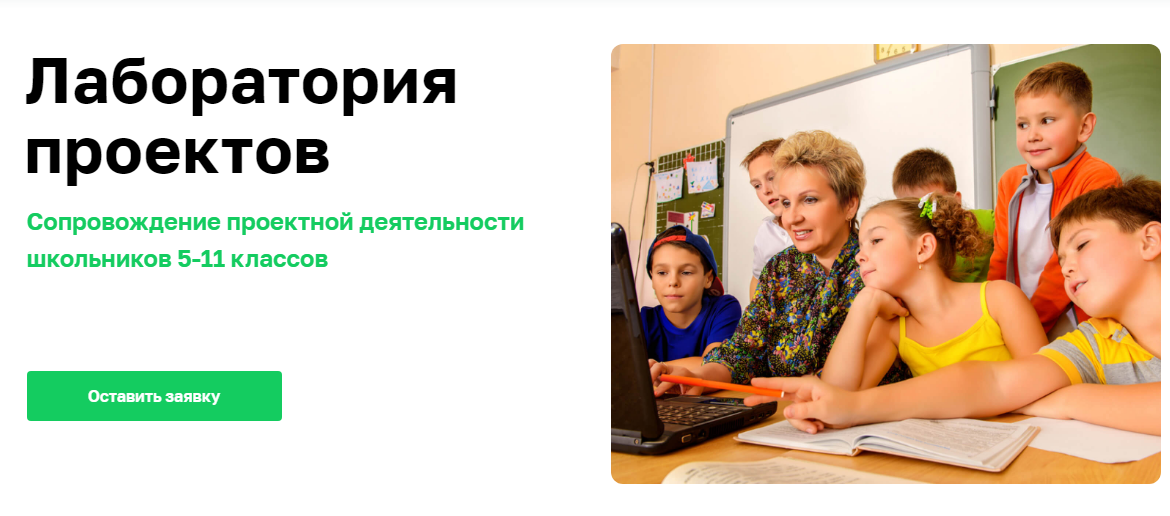 Лаборатория
проектов
Сопровождение проектной деятельности
школьников 5-11 классов
Оставить заявку